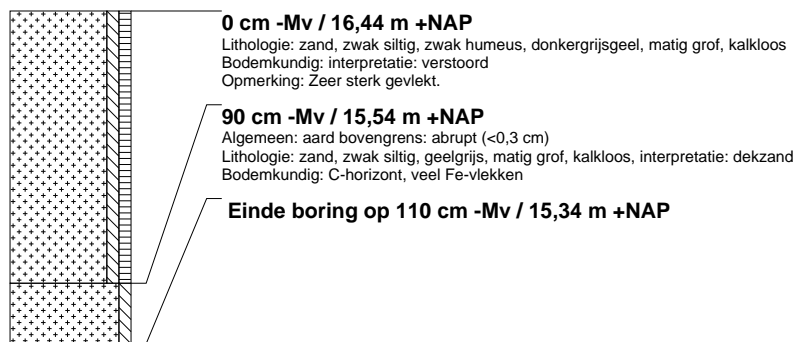 0 cm -Mv / 16,44 m +NAP
Lithologie: zand, zwak siltig, zwak humeus, donkergrijsgeel, matig grof, kalkloos
Bodemkundig: interpretatie: verstoord
Opmerking: Zeer sterk gevlekt.
90 cm -Mv / 15,54 m +NAP
Algemeen: aard bovengrens: abrupt (<0,3 cm)
Lithologie: zand, zwak siltig, geelgrijs, matig grof, kalkloos, interpretatie: dekzand
Bodemkundig: C-horizont, veel Fe-vlekken
Einde boring op 110 cm -Mv / 15,34 m +NAP